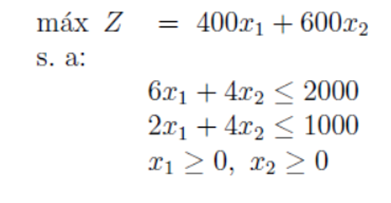 máx Z = 400x₁ + 600x₂
s. a:
6x₁ + 4x₂ ≤ 2000
2x₁ + 4x₂ ≤ 1000
x₁ ≥ 0, x₂ ≥ 0